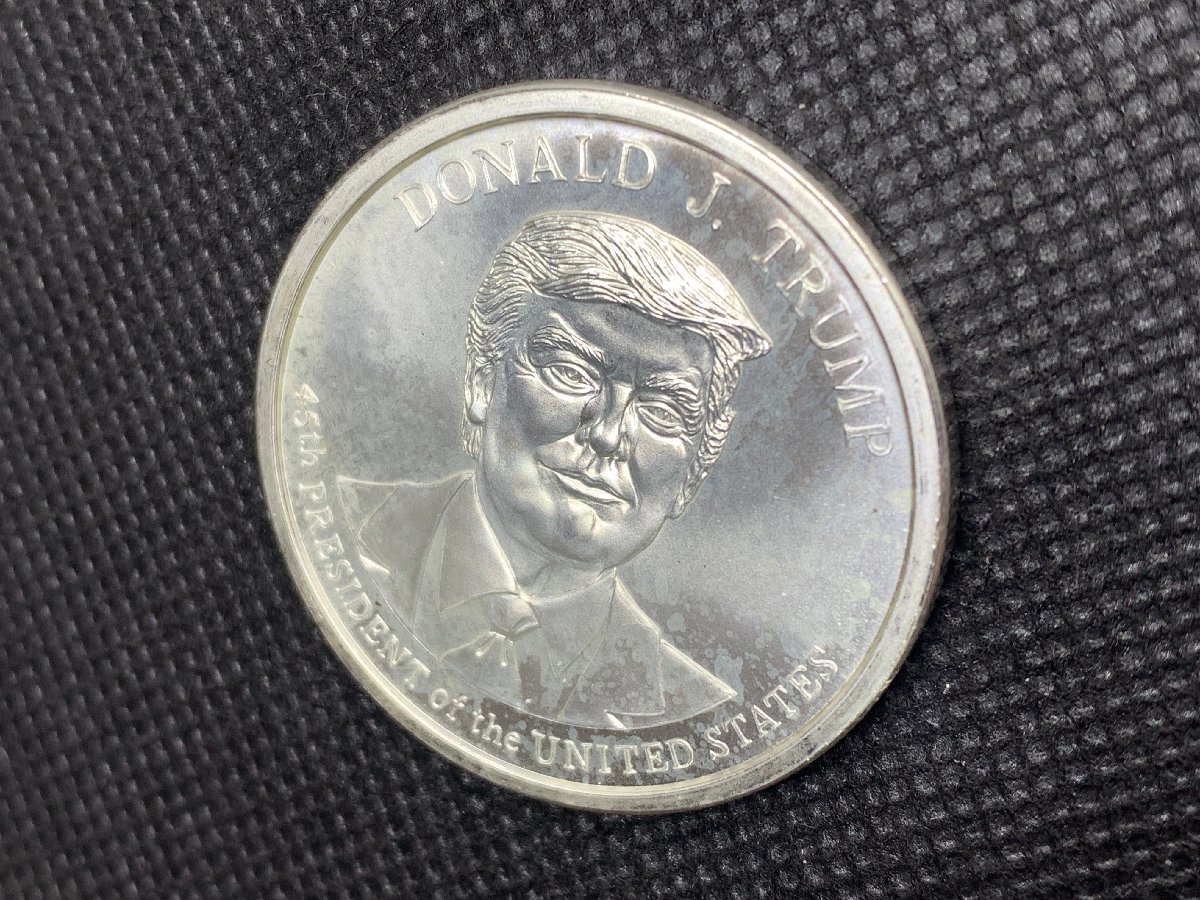 DONALD J. TRUMP
45th PRESIDENT of the UNITED STATES